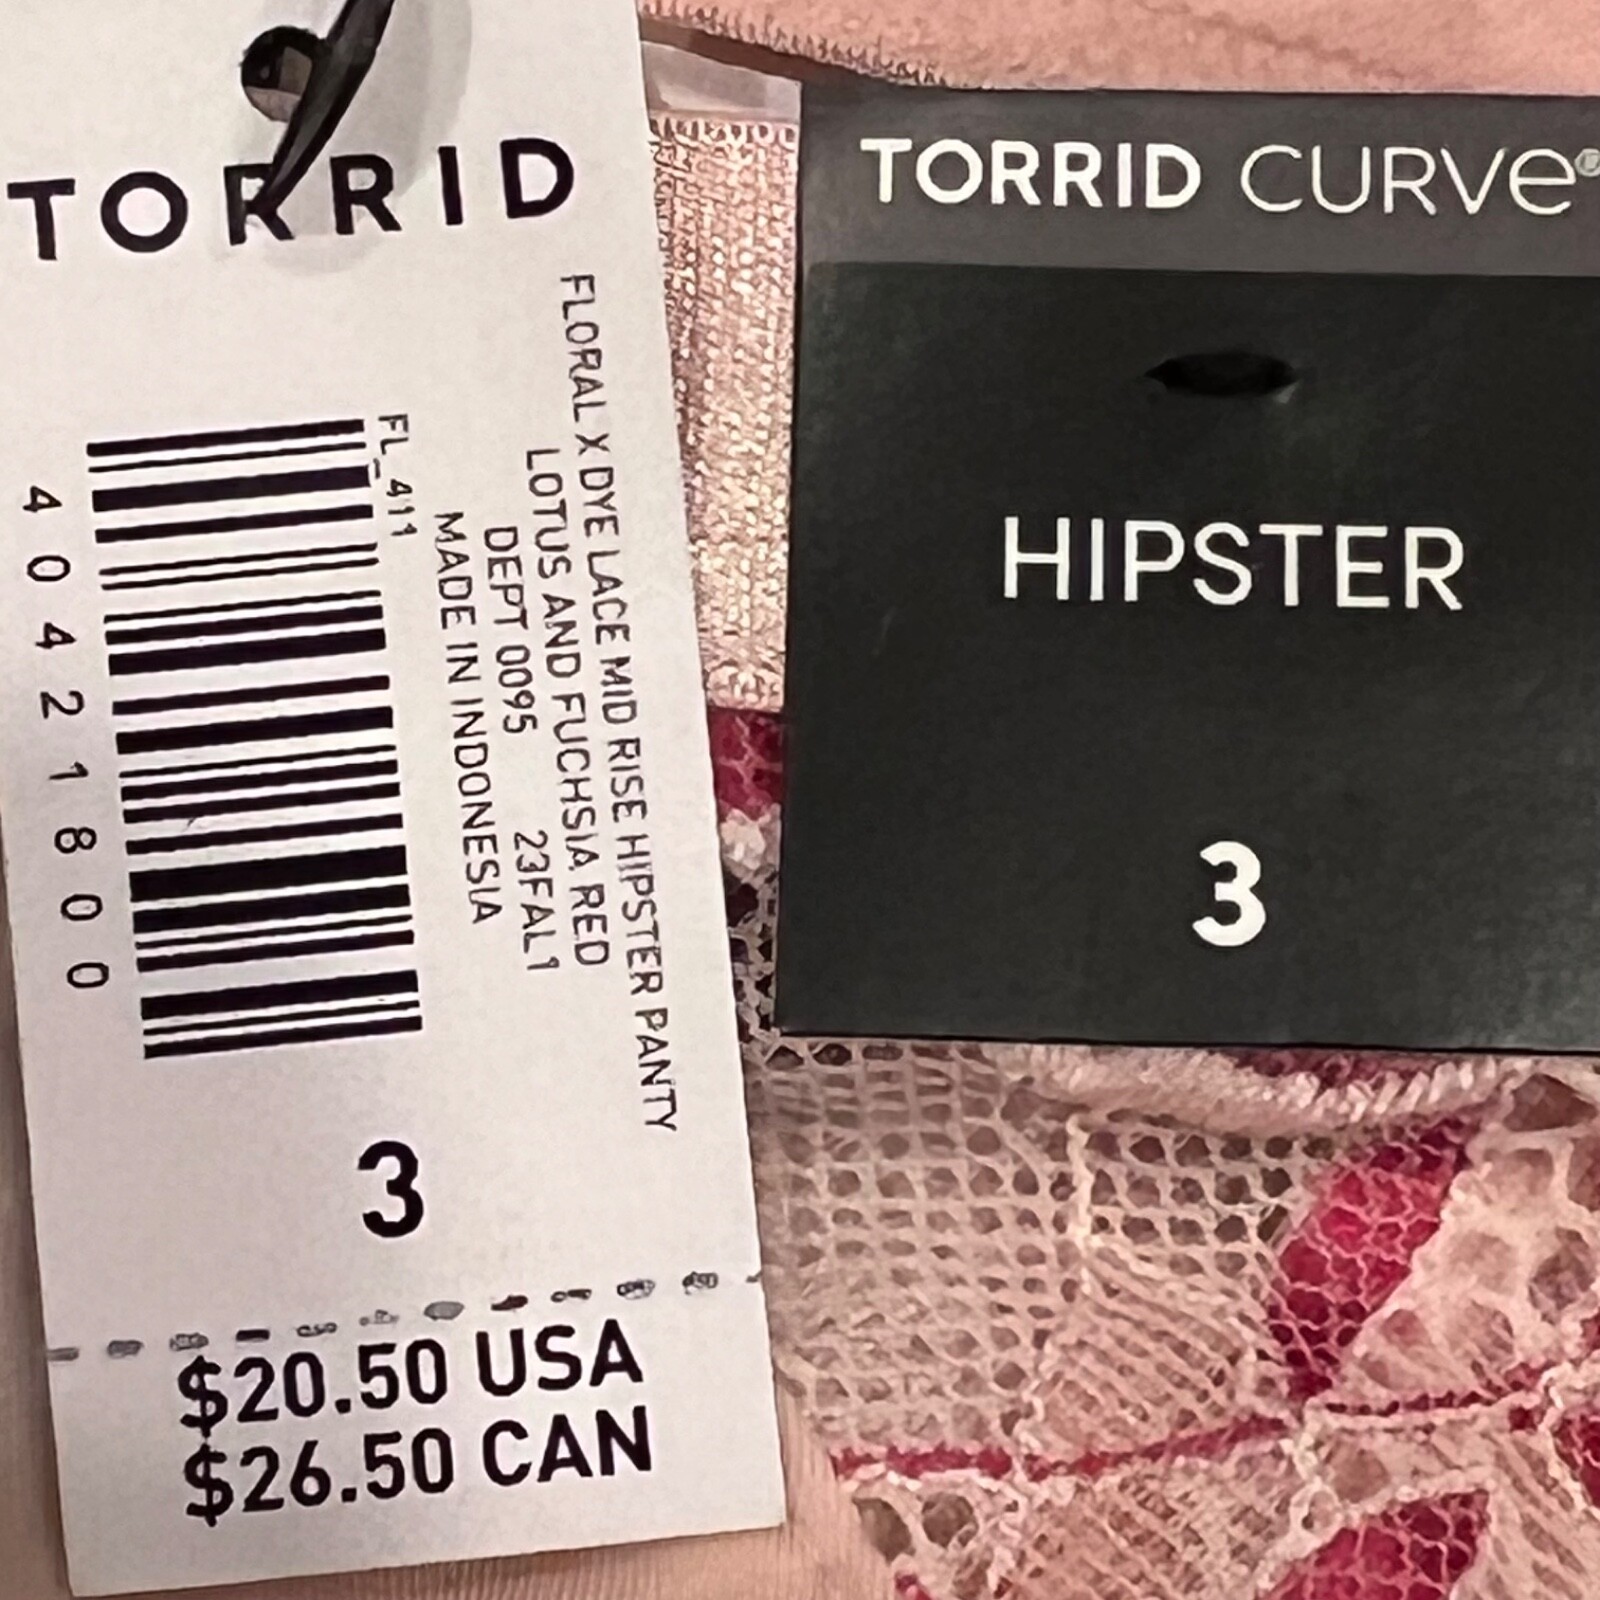 TORRID
FLORAL X DYE LACE MID RISE HIPSTER PANTY
LOTUS AND FUCHSIA RED
DEPT 0095 23FAL1
MADE IN INDONESIA
FL_411
40421800
3
$20.50 USA
$26.50 CAN
TORRID CURVe®
HIPSTER
3